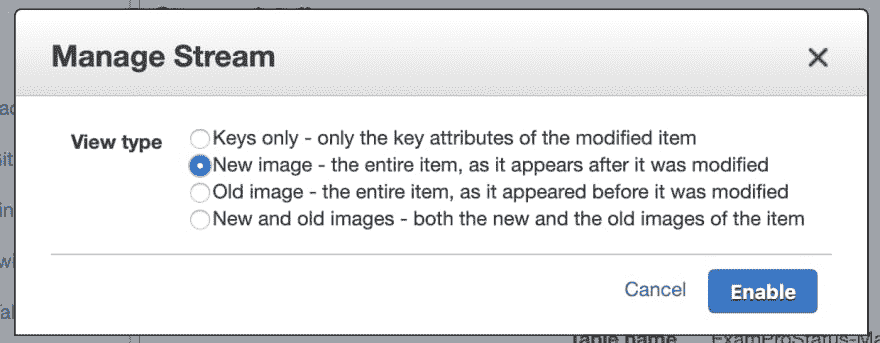 Manage Stream
View type
Keys only - only the key attributes of the modified item
New image - the entire item, as it appears after it was modified
Old image - the entire item, as it appeared before it was modified
New and old images - both the new and the old images of the item
Cancel
Enable
Table name